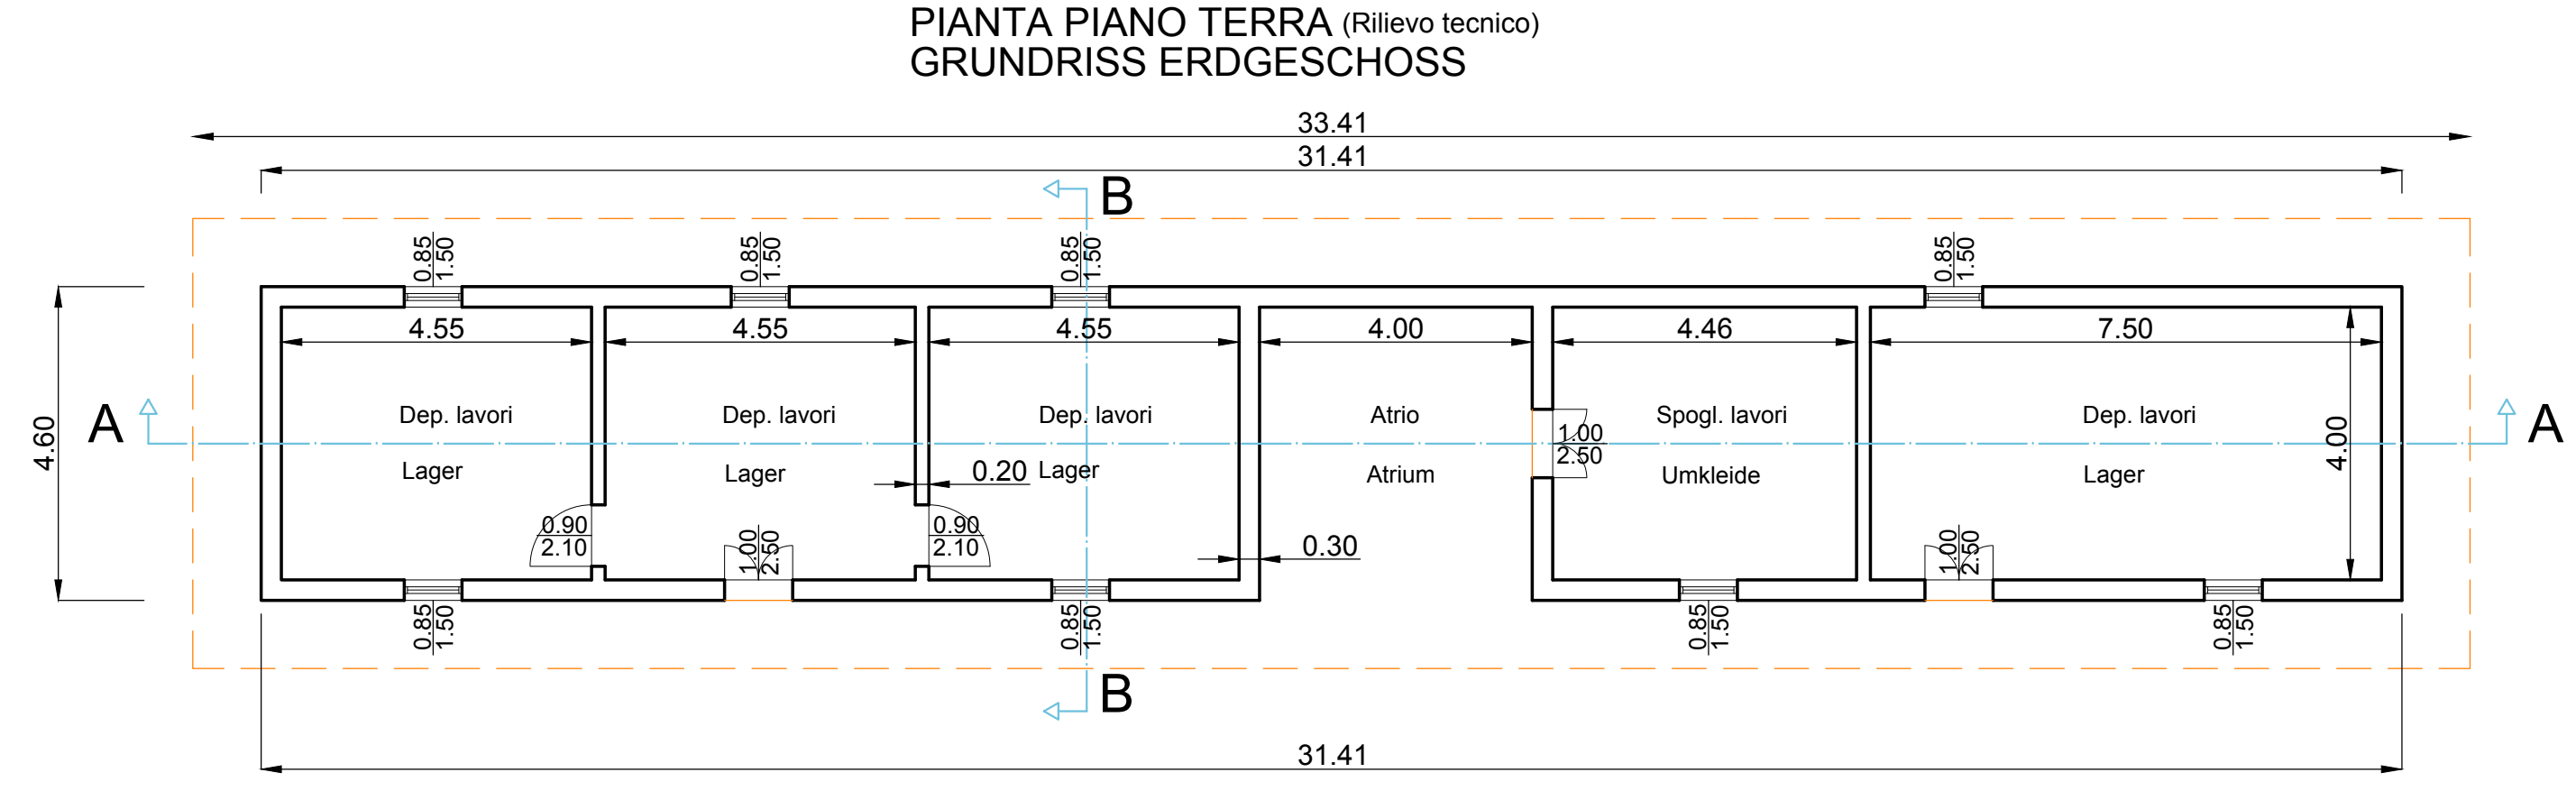 PIANTA PIANO TERRA (Rilievo tecnico)
GRUNDRISS ERDGESCHOSS
33.41
31.41
B
0.85
1.50
0.85
1.50
0.85
1.50
0.85
1.50
4.55
4.55
4.55
4.00
4.46
7.50
A
4.60
Dep. lavori
Lager
Dep. lavori
Lager
Dep. lavori
Lager
Atrio
Atrium
Spogl. lavori
Umkleide
Dep. lavori
Lager
4.00
A
1.00
2.50
0.20
0.90
2.10
1.00
2.50
0.90
2.10
0.30
1.00
2.50
0.85
1.50
0.85
1.50
0.85
1.50
0.85
1.50
B
31.41